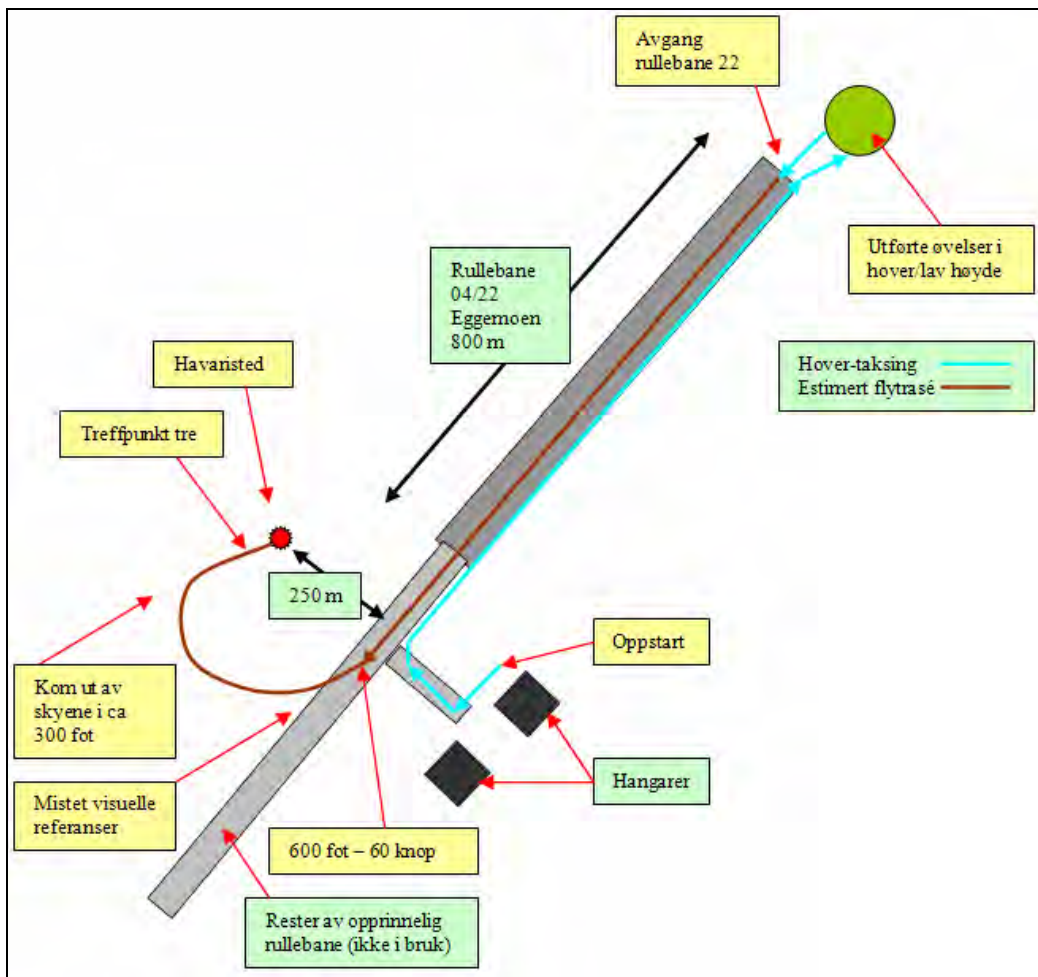 Avgang
rullebane 22
Utførte øvelser i
hover/lav høyde
Rullebane
04/22
Eggemoen
800 m
Hover-taksing
Estimert flytrasé
Havaristed
Treffpunkt tre
250 m
Oppstart
Kom ut av
skyene i ca
300 fot
Hangarer
Mistet visuelle
referanser
600 fot – 60 knop
Rester av opprinnelig
rullebane (ikke i bruk)